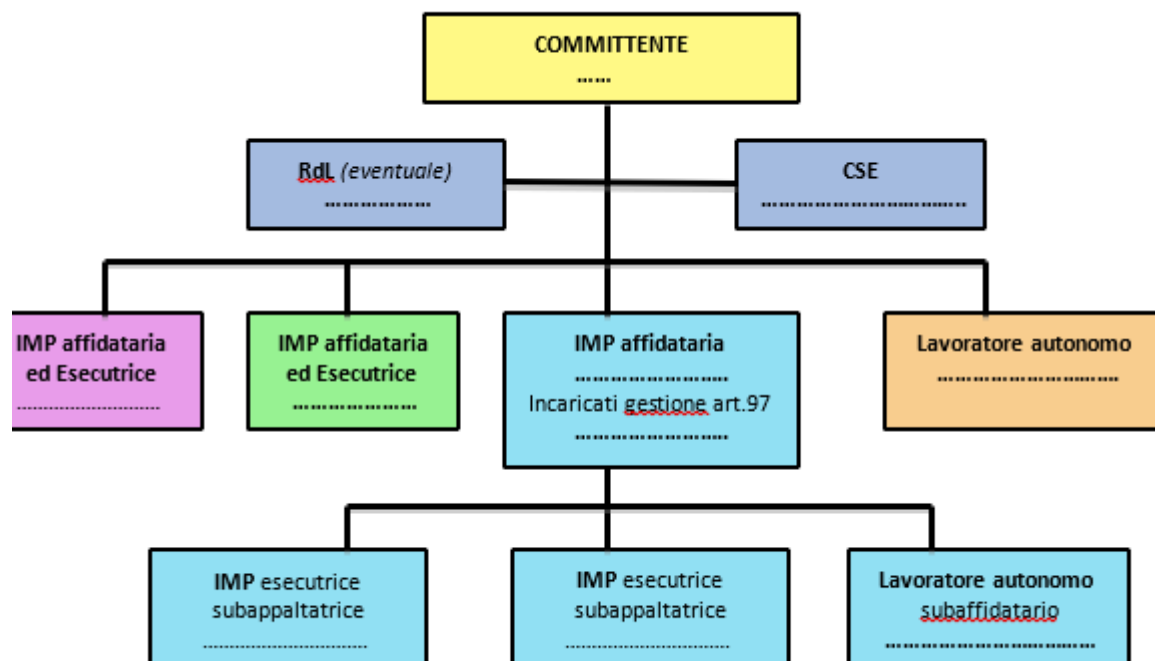 COMMITTENTE
......
RdL (eventuale)
..................
CSE
...................................
IMP affidataria
ed Esecutrice
..............................
IMP affidataria
ed Esecutrice
.....................
IMP affidataria
..........................
Incaricati gestione art.97
..........................
Lavoratore autonomo
...............................
IMP esecutrice
subappaltatrice
..................................
IMP esecutrice
subappaltatrice
..................................
Lavoratore autonomo
subaffidatario
....................................